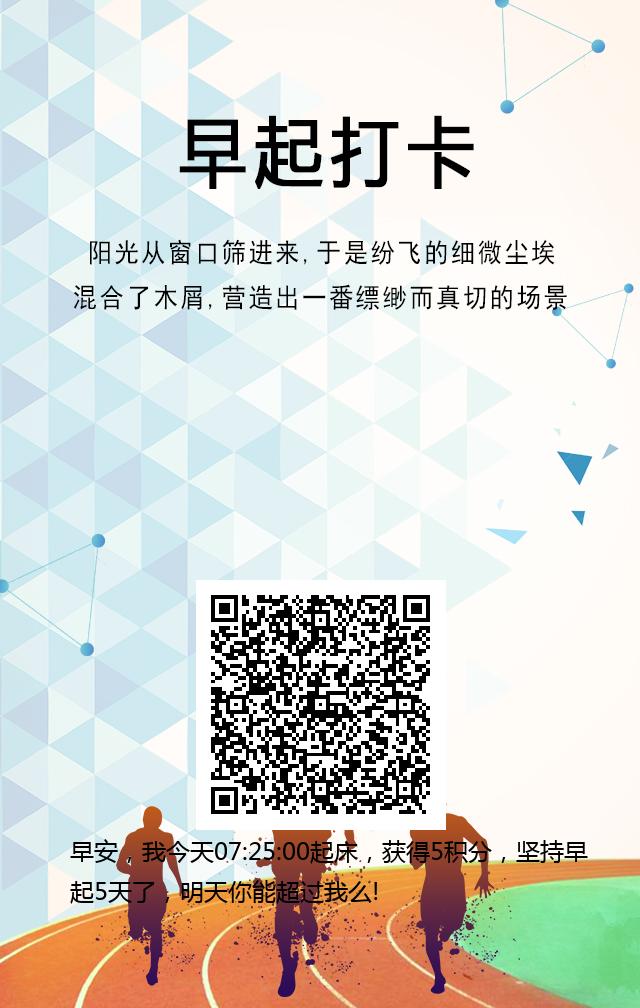 早起打卡
阳光从窗口筛进来, 于是纷飞的细微尘埃
混合了木屑, 营造出一番缥缈而真切的场景
早安，我今天07:25:00起床，获得5积分，坚持早
起5天了，明天你能超过我么!